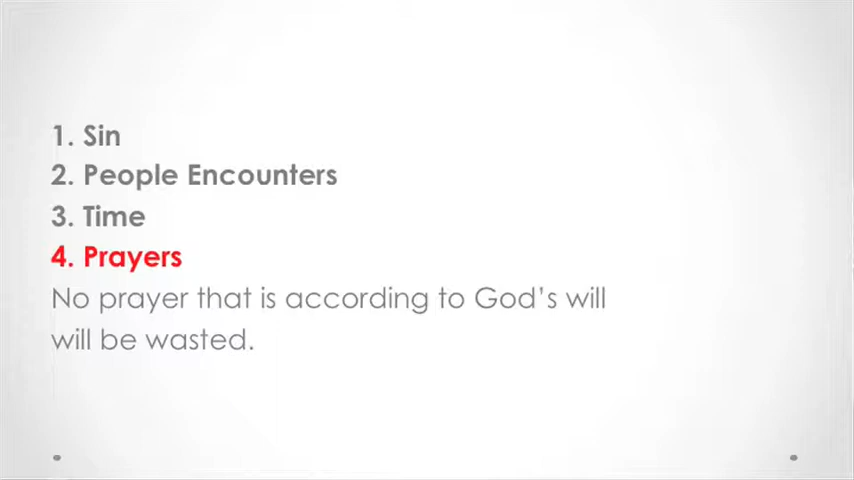 1. Sin
2. People Encounters
3. Time
4. Prayers
No prayer that is according to God’s will
will be wasted.